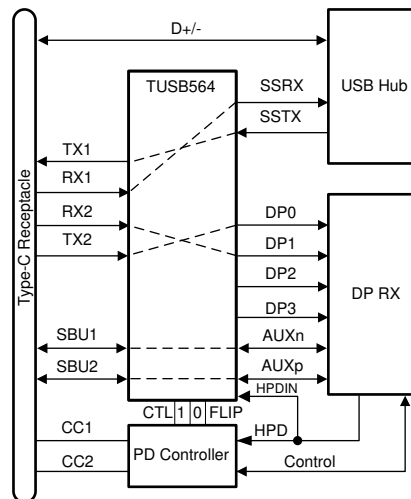 D+/-
TUSB564
SSRX
USB Hub
SSTX
TX1
RX1
RX2
DP0
TX2
DP1
DP2
DP RX
DP3
SBU1
AUXn
SBU2
AUXp
HPDIN
CTL 1 0 FLIP
CC1
HPD
PD Controller
CC2
Control
Type-C Receptacle